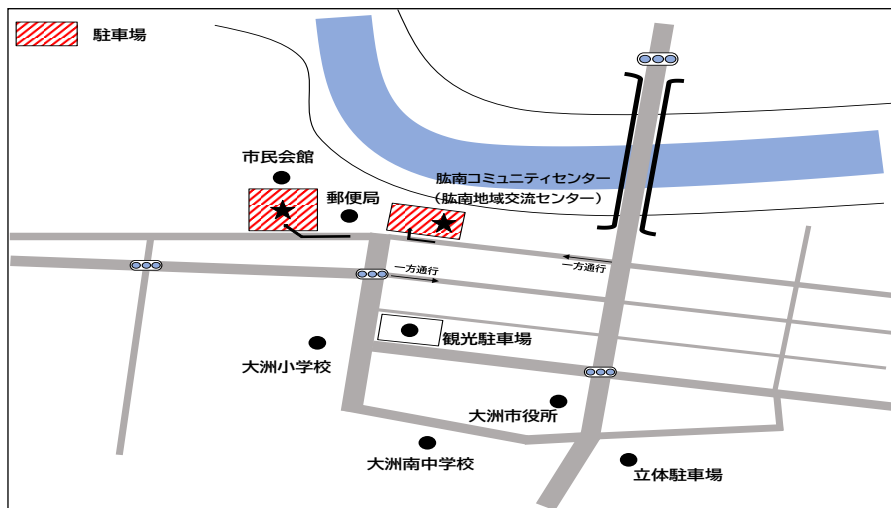 駐車場
市民会館
郵便局
肱南コミュニティセンター
（肱南地域交流センター）
一方通行
一方通行
観光駐車場
大洲小学校
大洲市役所
大洲南中学校
立体駐車場